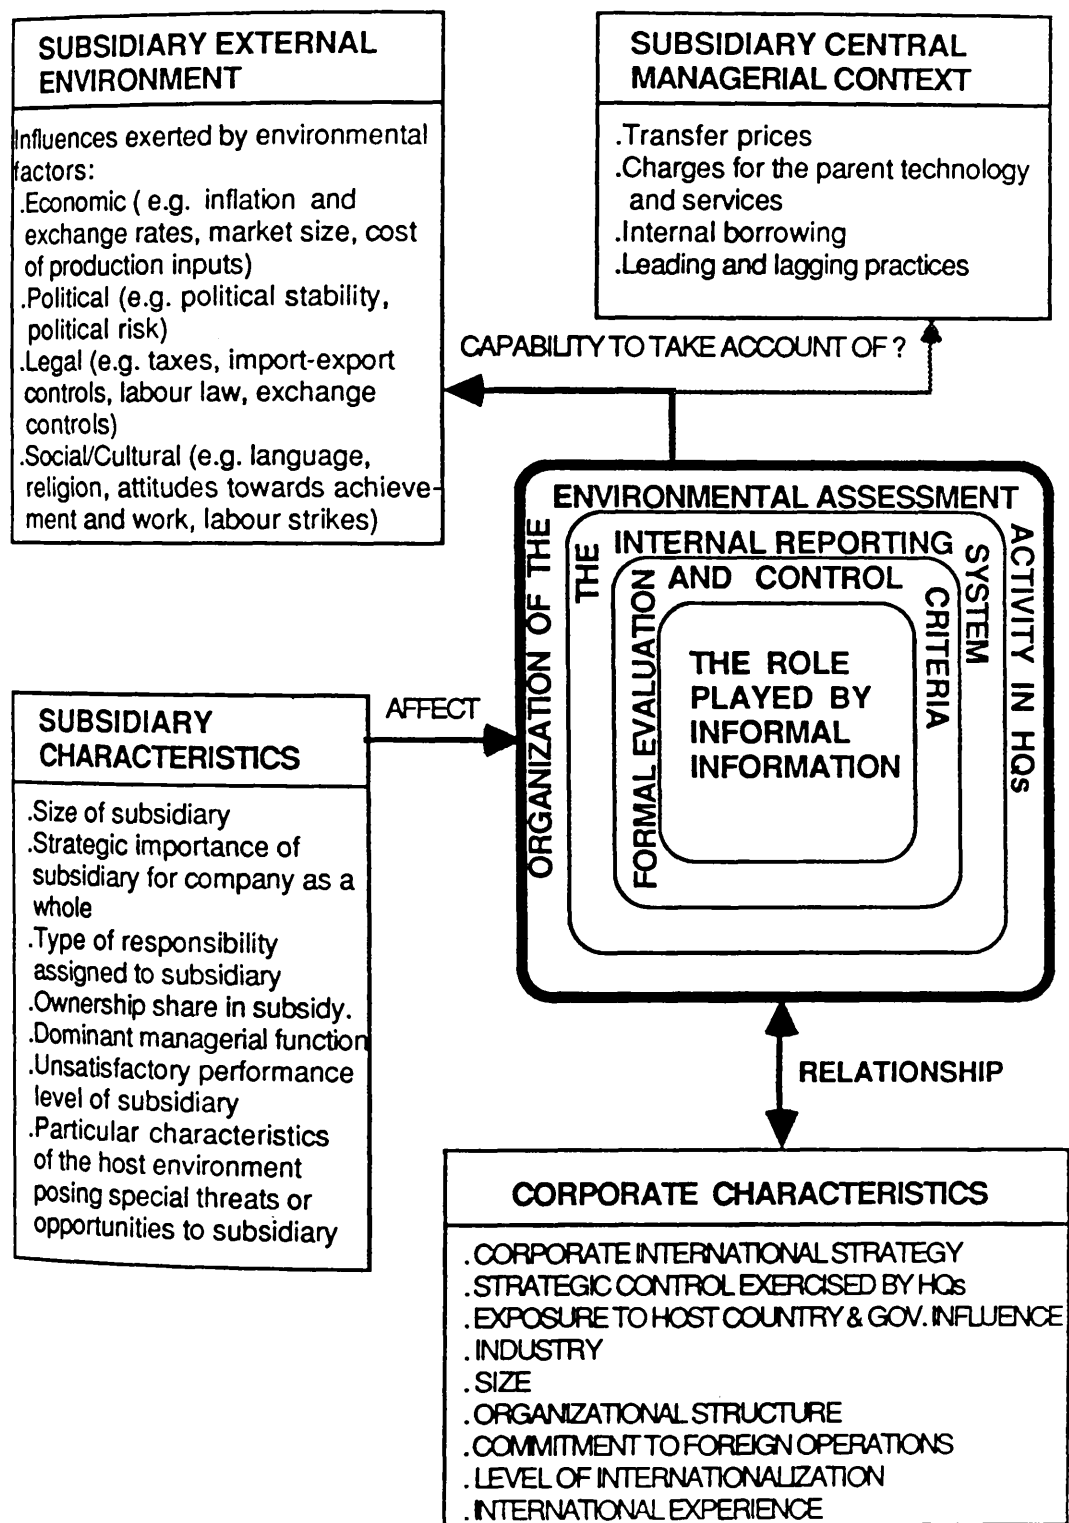 SUBSIDIARY EXTERNAL
ENVIRONMENT
Influences exerted by environmental
factors:
.Economic ( e.g. inflation and
exchange rates, market size, cost
of production inputs)
.Political (e.g. political stability,
political risk)
.Legal (e.g. taxes, import-export
controls, labour law, exchange
controls)
.Social/Cultural (e.g. language,
religion, attitudes towards achieve-
ment and work, labour strikes)
SUBSIDIARY CENTRAL
MANAGERIAL CONTEXT
.Transfer prices
.Charges for the parent technology
and services
.Internal borrowing
.Leading and lagging practices
CAPABILITY TO TAKE ACCOUNT OF ?
ORGANIZATION OF THE
ENVIRONMENTAL ASSESSMENT
ACTIVITY IN HQs
THE
INTERNAL REPORTING
AND CONTROL
SYSTEM
FORMAL EVALUATION
CRITERIA
THE ROLE
PLAYED BY
INFORMAL
INFORMATION
AFFECT
SUBSIDIARY
CHARACTERISTICS
.Size of subsidiary
.Strategic importance of
subsidiary for company as a
whole
.Type of responsibility
assigned to subsidiary
.Ownership share in subsidy.
.Dominant managerial function
.Unsatisfactory performance
level of subsidiary
.Particular characteristics
of the host environment
posing special threats or
opportunities to subsidiary
RELATIONSHIP
CORPORATE CHARACTERISTICS
. CORPORATE INTERNATIONAL STRATEGY
. STRATEGIC CONTROL EXERCISED BY HQs
. EXPOSURE TO HOST COUNTRY & GOV. INFLUENCE
. INDUSTRY
. SIZE
. ORGANIZATIONAL STRUCTURE
. COMMITMENT TO FOREIGN OPERATIONS
. LEVEL OF INTERNATIONALIZATION
. INTERNATIONAL EXPERIENCE